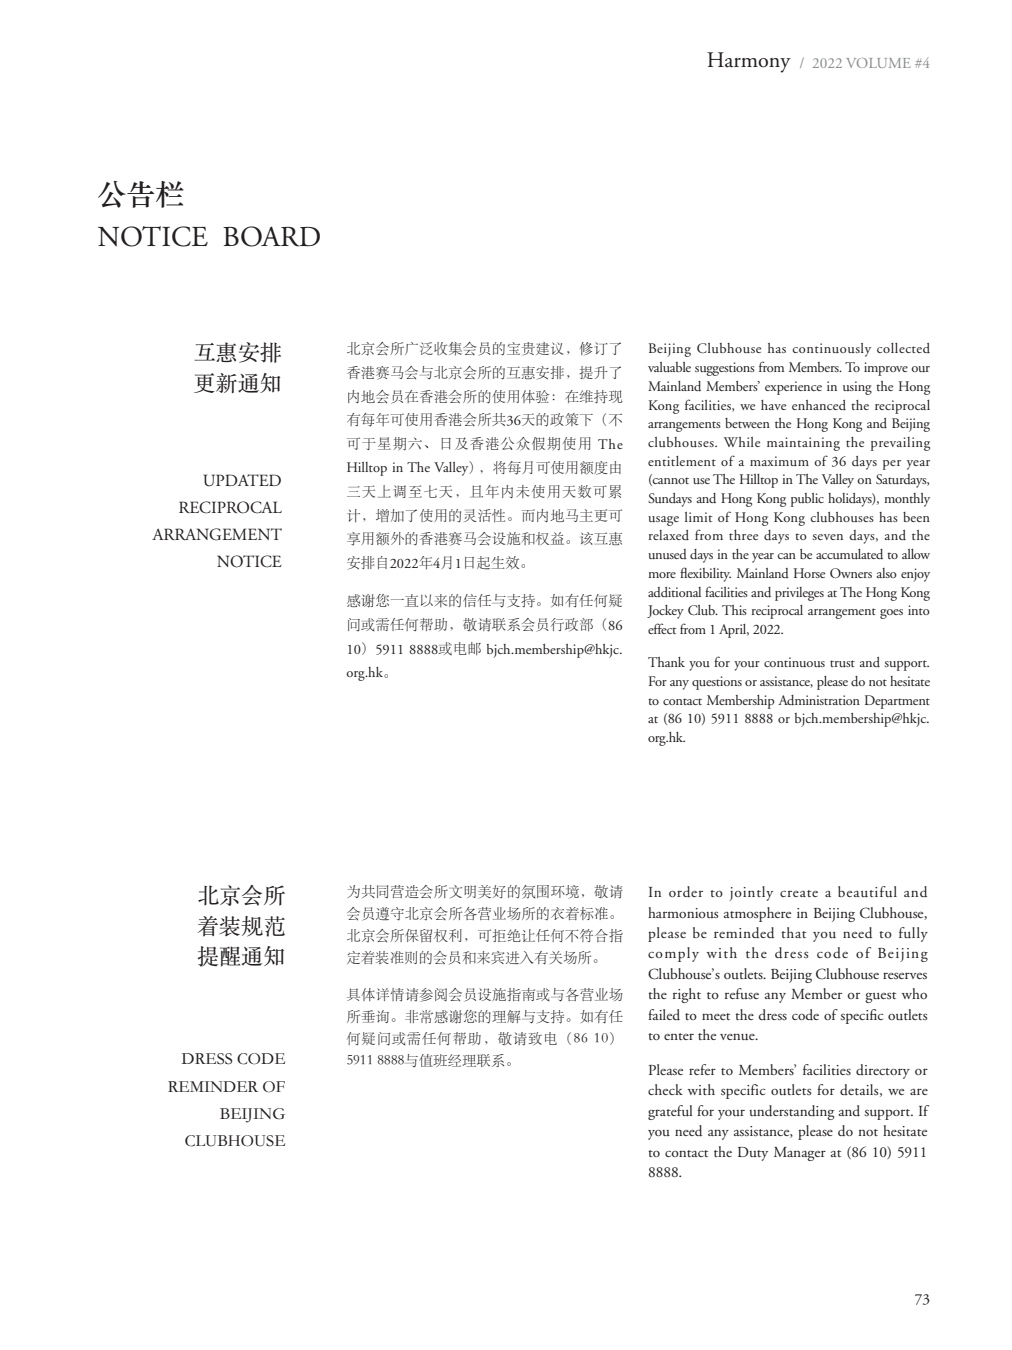 Harmony / 2022 VOLUME #4
公告栏
NOTICE BOARD
互惠安排
更新通知
UPDATED
RECIPROCAL
ARRANGEMENT
NOTICE
北京会所广泛收集会员的宝贵建议，修订了
香港赛马会与北京会所的互惠安排，提升了
内地会员在香港会所的使用体验：在维持现
有每年可使用香港会所共36天的政策下（不
可于星期六、日及香港公众假期使用 The
Hilltop in The Valley），将每月可使用额度由
三天上调至七天，且年内未使用天数可累
计，增加了使用的灵活性。而内地马主更可
享用额外的香港赛马会设施和权益。该互惠
安排自2022年4月1日起生效。
感谢您一直以来的信任与支持。如有任何疑
问或需任何帮助，敬请联系会员行政部（86
10）5911 8888或电邮 bjch.membership@hkjc.
org.hk。
Beijing Clubhouse has continuously collected
valuable suggestions from Members. To improve our
Mainland Members' experience in using the Hong
Kong facilities, we have enhanced the reciprocal
arrangements between the Hong Kong and Beijing
clubhouses. While maintaining the prevailing
entitlement of a maximum of 36 days per year
(cannot use The Hilltop in The Valley on Saturdays,
Sundays and Hong Kong public holidays), monthly
usage limit of Hong Kong clubhouses has been
relaxed from three days to seven days, and the
unused days in the year can be accumulated to allow
more flexibility. Mainland Horse Owners also enjoy
additional facilities and privileges at The Hong Kong
Jockey Club. This reciprocal arrangement goes into
effect from 1 April, 2022.
Thank you for your continuous trust and support.
For any questions or assistance, please do not hesitate
to contact Membership Administration Department
at (86 10) 5911 8888 or bjch.membership@hkjc.
org.hk.
北京会所
着装规范
提醒通知
DRESS CODE
REMINDER OF
BEIJING
CLUBHOUSE
为共同营造会所文明美好的氛围环境，敬请
会员遵守北京会所各营业场所的衣着标准。
北京会所保留权利，可拒绝让任何不符合指
定着装准则的会员和来宾进入有关场所。
具体详情请参阅会员设施指南或与各营业场
所垂询。非常感谢您的理解与支持。如有任
何疑问或需任何帮助，敬请致电（86 10）
5911 8888与值班经理联系。
In order to jointly create a beautiful and
harmonious atmosphere in Beijing Clubhouse,
please be reminded that you need to fully
comply with the dress code of Beijing
Clubhouse's outlets. Beijing Clubhouse reserves
the right to refuse any Member or guest who
failed to meet the dress code of specific outlets
to enter the venue.
Please refer to Members' facilities directory or
check with specific outlets for details, we are
grateful for your understanding and support. If
you need any assistance, please do not hesitate
to contact the Duty Manager at (86 10) 5911
8888.
73